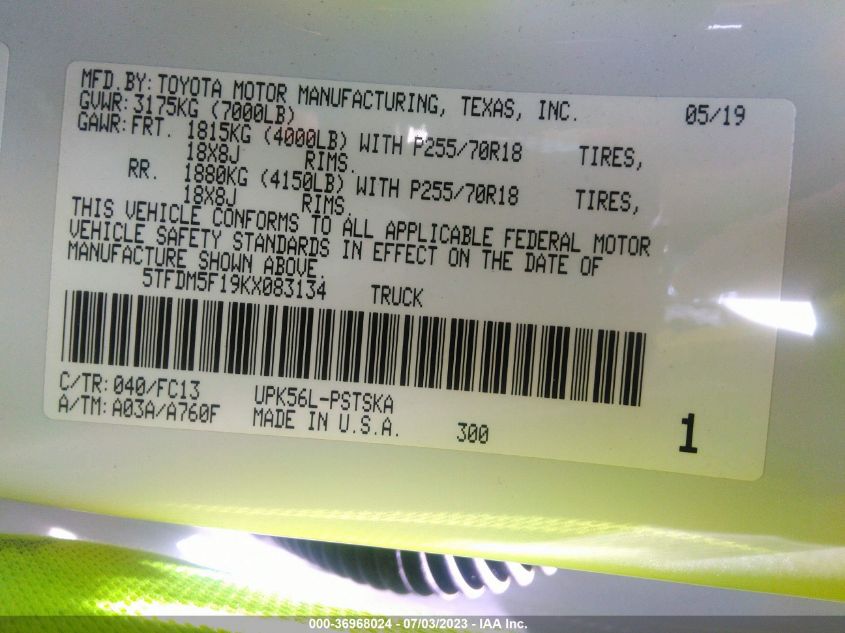 MFD.BY:TOYOTA MOTOR MANUFACTURING, TEXAS, INC. 05/19
GVWR:3175KG (7000LB)
GAWR:FRT. 1815KG (4000LB) WITH P255/70R18 TIRES,
18X8J RIMS.
RR. 1880KG (4150LB) WITH P255/70R18 TIRES,
18X8J RIMS.
THIS VEHICLE CONFORMS TO ALL APPLICABLE FEDERAL MOTOR
VEHICLE SAFETY STANDARDS IN EFFECT ON THE DATE OF
MANUFACTURE SHOWN ABOVE.
5TFDM5F19KX083134 TRUCK
C/TR:040/FC13 UPK56L-PSTSKA
A/TM:A03A/A760F MADE IN U.S.A. 300 1
000-36968024 - 07/03/2023 - IAA Inc.